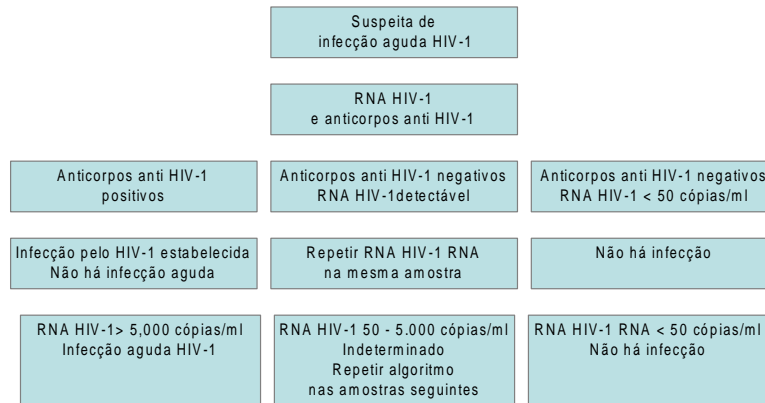 Suspeita de
infecção aguda HIV-1
RNA HIV-1
e anticorpos anti HIV-1
Anticorpos anti HIV-1
positivos
Anticorpos anti HIV-1 negativos
RNA HIV-1detectável
Anticorpos anti HIV-1 negativos
RNA HIV-1 < 50 cópias/ml
Infecção pelo HIV-1 estabelecida
Não há infecção aguda
Repetir RNA HIV-1 RNA
na mesma amostra
Não há infecção
RNA HIV-1> 5,000 cópias/ml
Infecção aguda HIV-1
RNA HIV-1 50 - 5.000 cópias/ml
Indeterminado
Repetir algoritmo
nas amostras seguintes
RNA HIV-1 RNA < 50 cópias/ml
Não há infecção